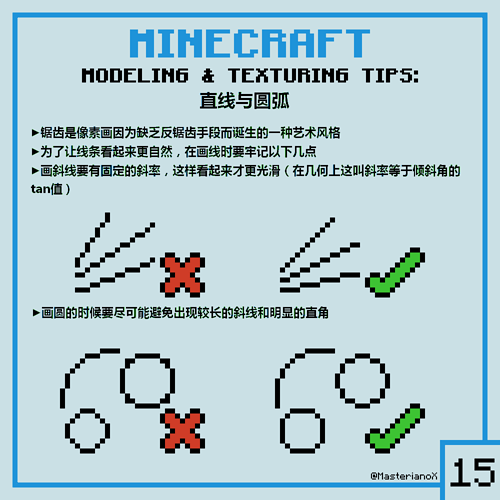 MINECRAFT
MODELING & TEXTURING TIPS:
直线与圆弧
▶锯齿是像素画因为缺乏反锯齿手段而诞生的一种艺术风格
▶为了让线条看起来更自然，在画线时要牢记以下几点
▶画斜线要有固定的斜率，这样看起来才更光滑（在几何上这叫斜率等于倾斜角的
tan值）
▶画圆的时候要尽可能避免出现较长的斜线和明显的直角
@MasterianoX
15